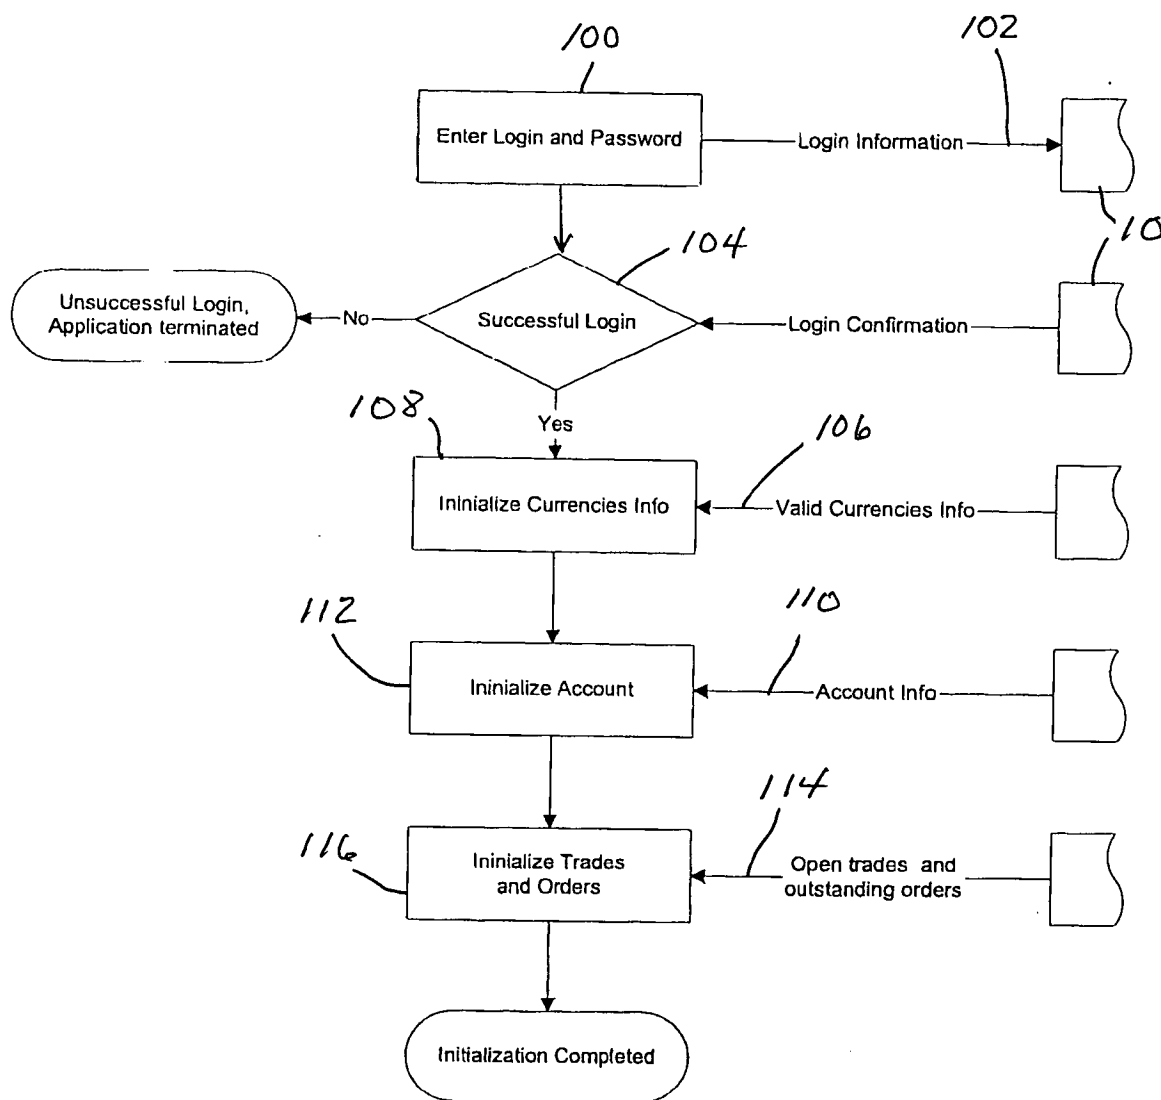 100
102
Enter Login and Password
Login Information
104
10
Unsuccessful Login,
Application terminated
No
Successful Login
Login Confirmation
108
Yes
106
Ininialize Currencies Info
Valid Currencies Info
112
110
Ininialize Account
Account Info
114
116
Ininialize Trades
and Orders
Open trades and
outstanding orders
Initialization Completed